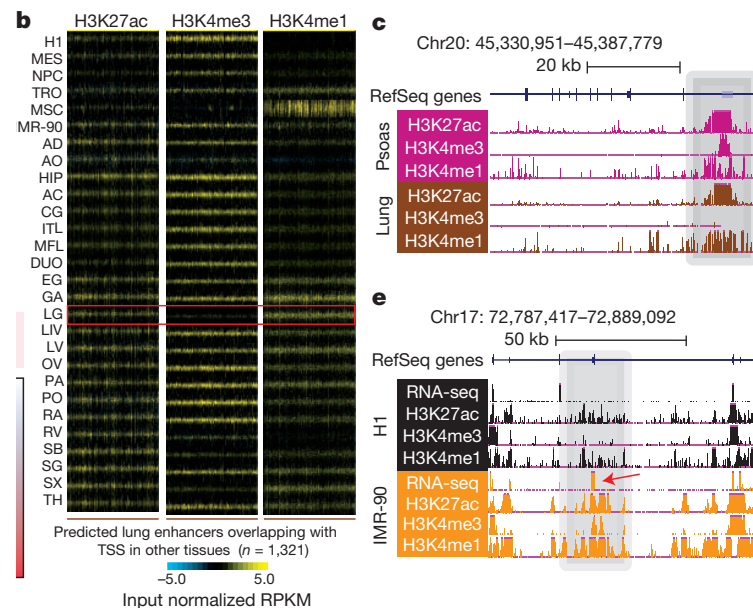 b
H3K27ac H3K4me3 H3K4me1
H1
MES
NPC
TRO
MSC
MR-90
AD
AO
HIP
AC
CG
ITL
MFL
DUO
EG
GA
LG
LIV
LV
OV
PA
PO
RA
RV
SB
SG
SX
TH
Predicted lung enhancers overlapping with
TSS in other tissues (n = 1,321)
−5.0 5.0
Input normalized RPKM
c
Chr20: 45,330,951–45,387,779
20 kb
RefSeq genes
Psoas
H3K27ac
H3K4me3
H3K4me1
Lung
H3K27ac
H3K4me3
H3K4me1
e
Chr17: 72,787,417–72,889,092
50 kb
RefSeq genes
H1
RNA-seq
H3K27ac
H3K4me3
H3K4me1
IMR-90
RNA-seq
H3K27ac
H3K4me3
H3K4me1